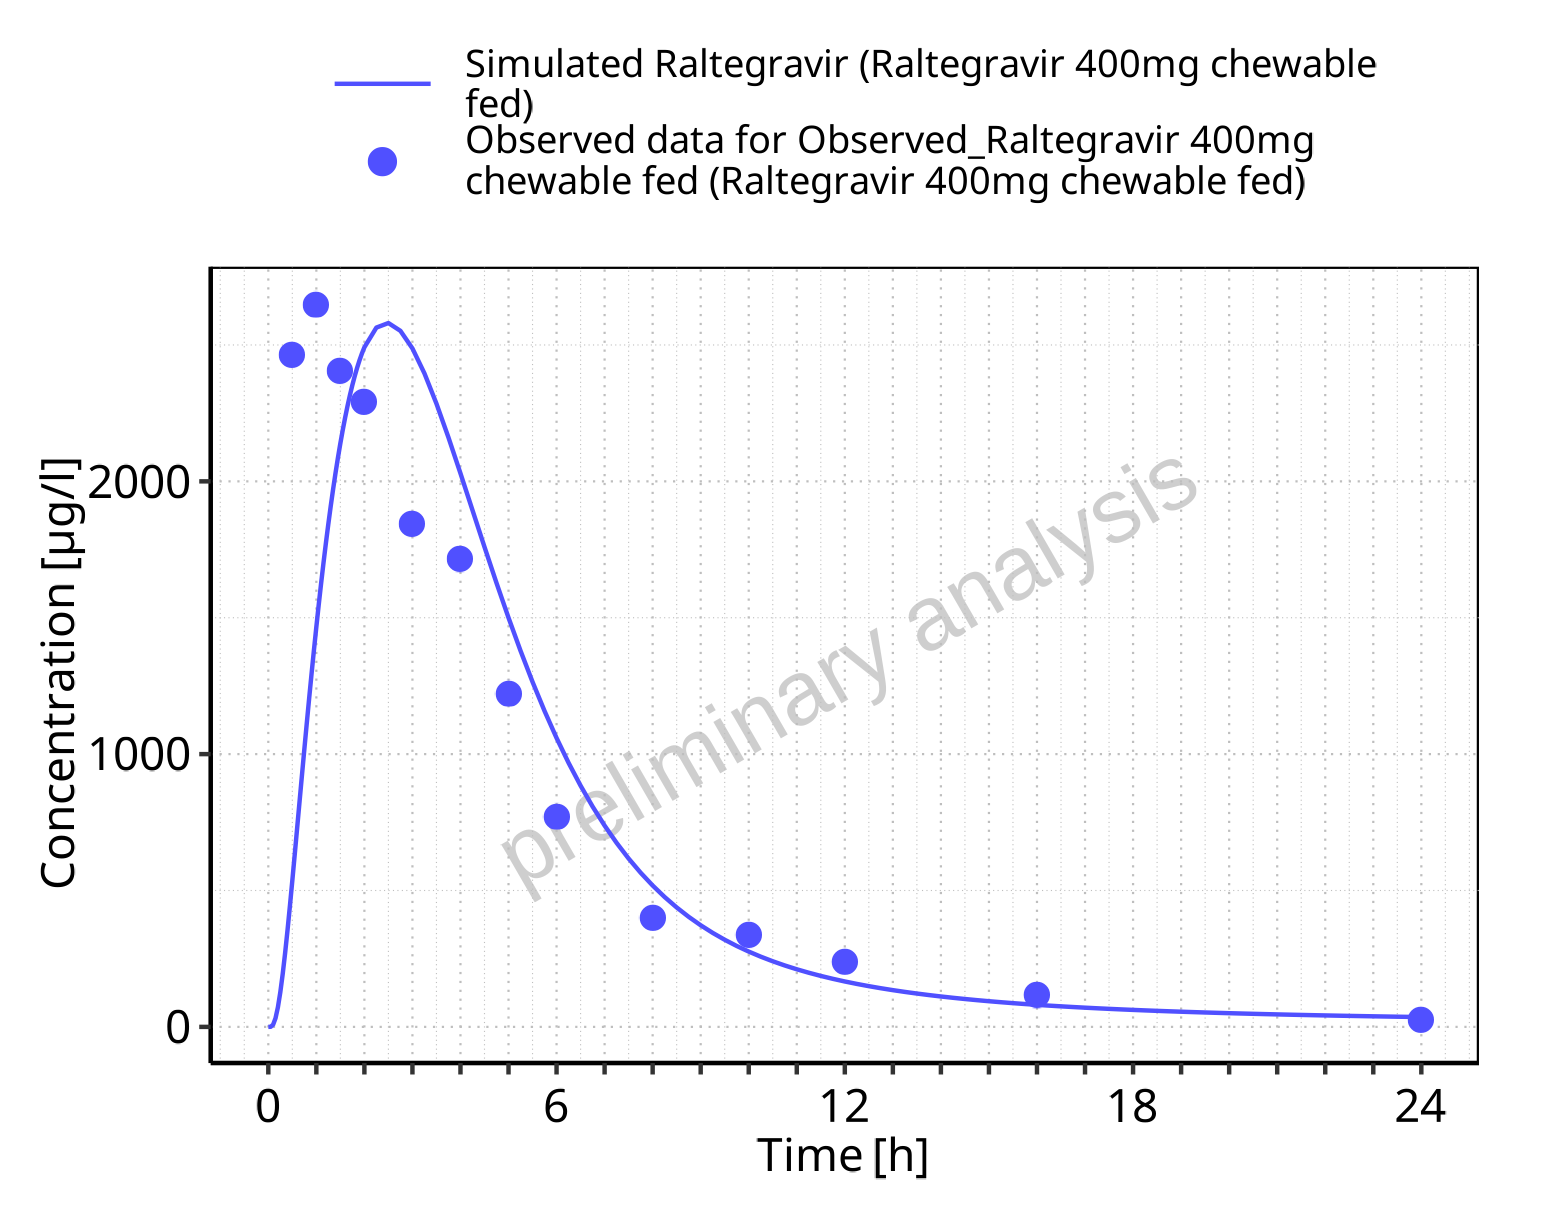 Simulated Raltegravir (Raltegravir 400mg chewable
fed)
Observed data for Observed_Raltegravir 400mg
chewable fed (Raltegravir 400mg chewable fed)
Concentration [µg/l]
2000
1000
0
preliminary analysis
0 6 12 18 24
Time [h]